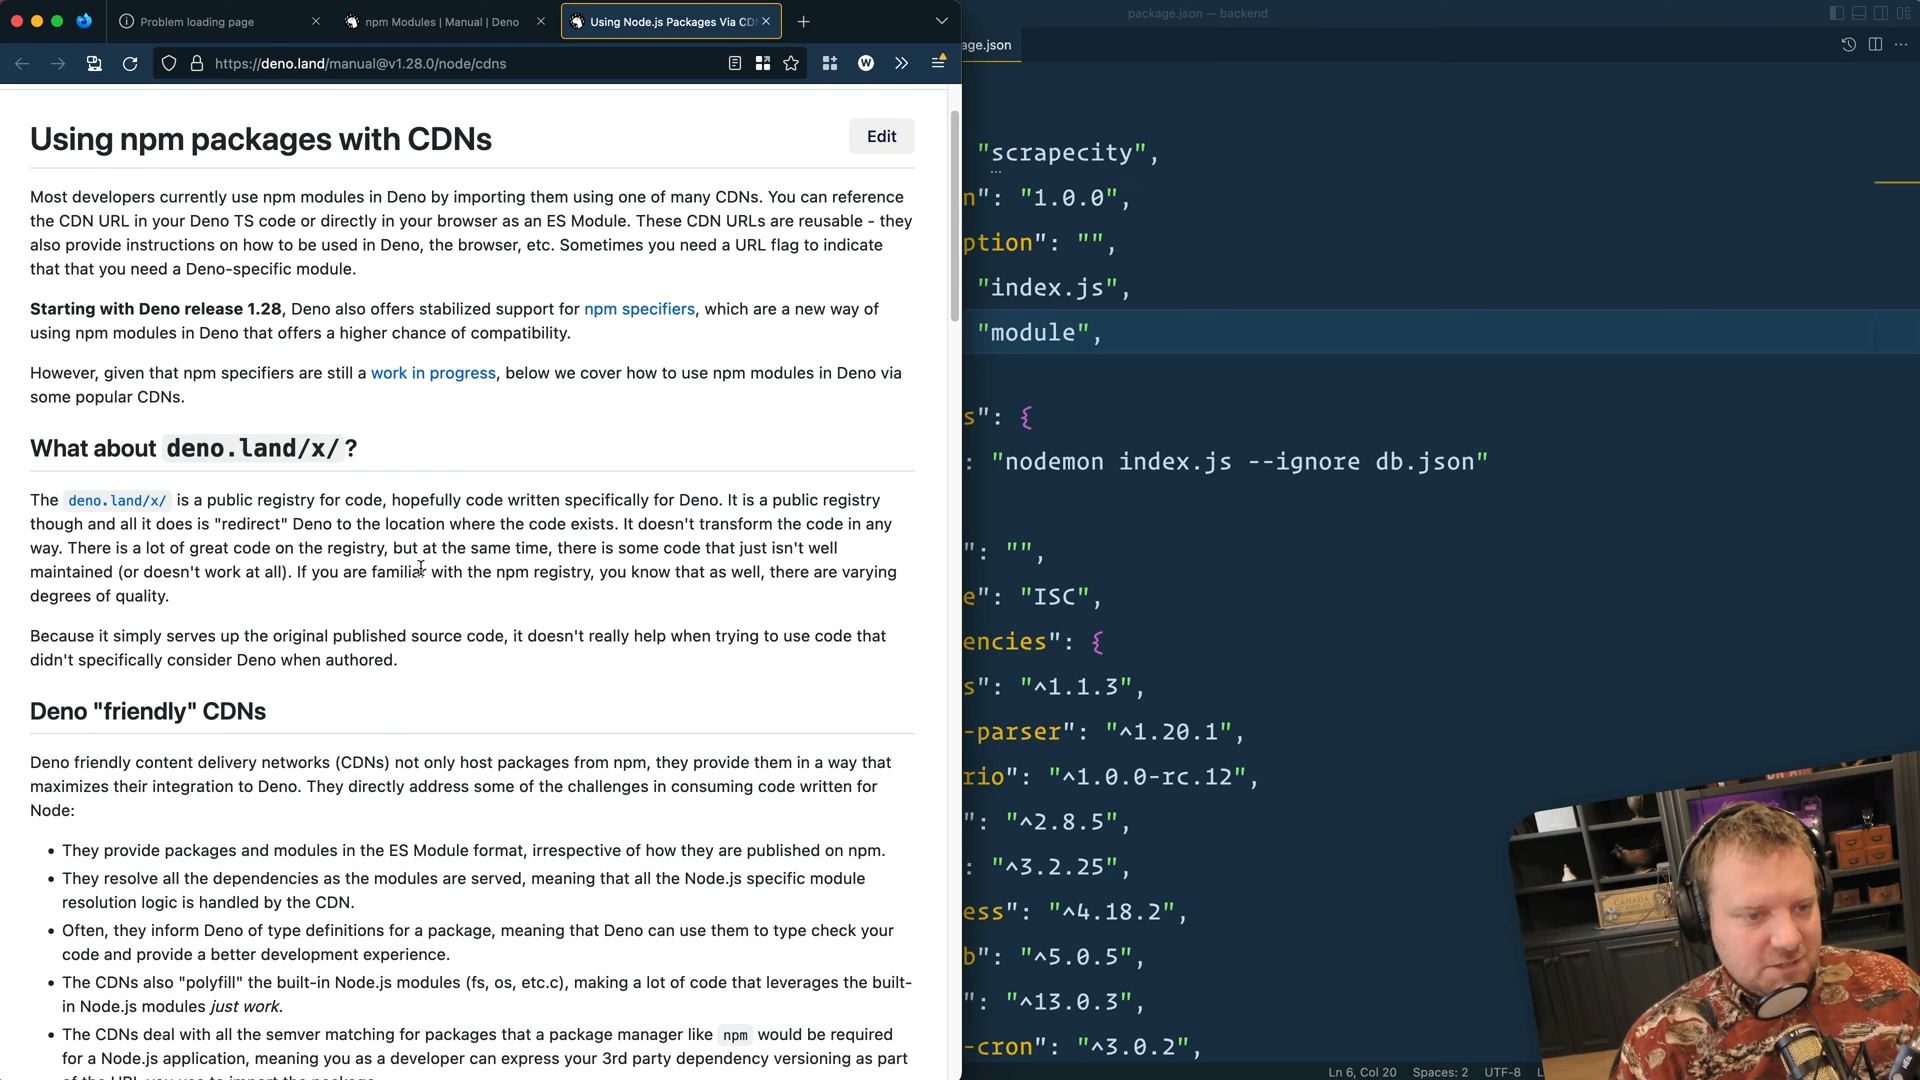 Problem loading page
npm Modules | Manual | Deno
Using Node.js Packages Via CD
https://deno.land/manual@v1.28.0/node/cdns
W
Using npm packages with CDNs
Edit
Most developers currently use npm modules in Deno by importing them using one of many CDNs. You can reference
the CDN URL in your Deno TS code or directly in your browser as an ES Module. These CDN URLs are reusable - they
also provide instructions on how to be used in Deno, the browser, etc. Sometimes you need a URL flag to indicate
that that you need a Deno-specific module.
Starting with Deno release 1.28, Deno also offers stabilized support for npm specifiers, which are a new way of
using npm modules in Deno that offers a higher chance of compatibility.
However, given that npm specifiers are still a work in progress, below we cover how to use npm modules in Deno via
some popular CDNs.
What about deno.land/x/?
The deno.land/x/ is a public registry for code, hopefully code written specifically for Deno. It is a public registry
though and all it does is "redirect" Deno to the location where the code exists. It doesn't transform the code in any
way. There is a lot of great code on the registry, but at the same time, there is some code that just isn't well
maintained (or doesn't work at all). If you are familiar with the npm registry, you know that as well, there are varying
degrees of quality.
Because it simply serves up the original published source code, it doesn't really help when trying to use code that
didn't specifically consider Deno when authored.
Deno "friendly" CDNs
Deno friendly content delivery networks (CDNs) not only host packages from npm, they provide them in a way that
maximizes their integration to Deno. They directly address some of the challenges in consuming code written for
Node:
• They provide packages and modules in the ES Module format, irrespective of how they are published on npm.
• They resolve all the dependencies as the modules are served, meaning that all the Node.js specific module
resolution logic is handled by the CDN.
• Often, they inform Deno of type definitions for a package, meaning that Deno can use them to type check your
code and provide a better development experience.
• The CDNs also "polyfill" the built-in Node.js modules (fs, os, etc.c), making a lot of code that leverages the built-
in Node.js modules just work.
• The CDNs deal with all the semver matching for packages that a package manager like npm would be required
for a Node.js application, meaning you as a developer can express your 3rd party dependency versioning as part
of the URL you use to import the package.
package.json — backend
age.json
"scrapecity",
n": "1.0.0",
ption": "",
"index.js",
"module",
s": {
: "nodemon index.js --ignore db.json"
": "",
e": "ISC",
encies": {
s": "^1.1.3",
-parser": "^1.20.1",
rio": "^1.0.0-rc.12",
": "^2.8.5",
: "^3.2.25",
ess": "^4.18.2",
b": "^5.0.5",
": "^13.0.3",
-cron": "^3.0.2",
Ln 6, Col 20 Spaces: 2 UTF-8 L